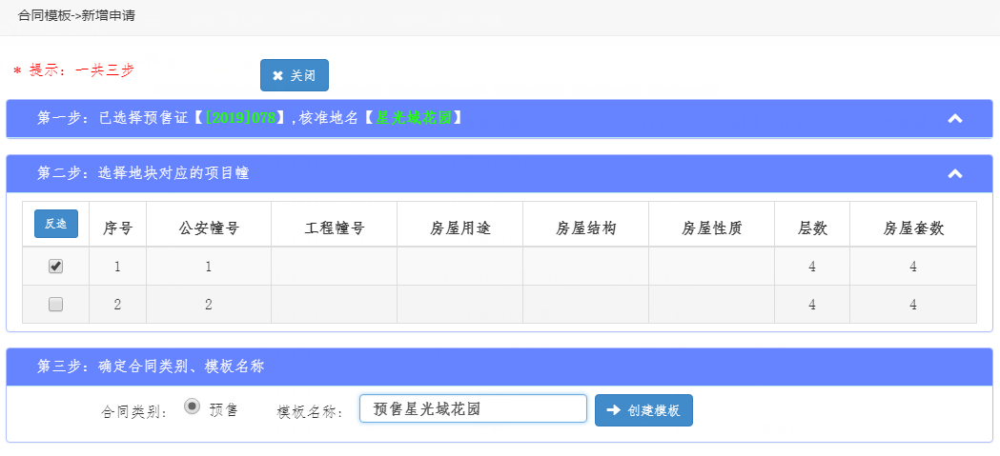 合同模板->新增申请
* 提示：一共三步
关闭
第一步：已选择预售证【[2019]078】,核准地名【星光域花园】
第二步：选择地块对应的项目幢
反选 序号 公安幢号 工程幢号 房屋用途 房屋结构 房屋性质 层数 房屋套数
1 1 4 4
2 2 4 4
第三步：确定合同类别、模板名称
合同类别： 预售 模板名称： 预售星光域花园 创建模板